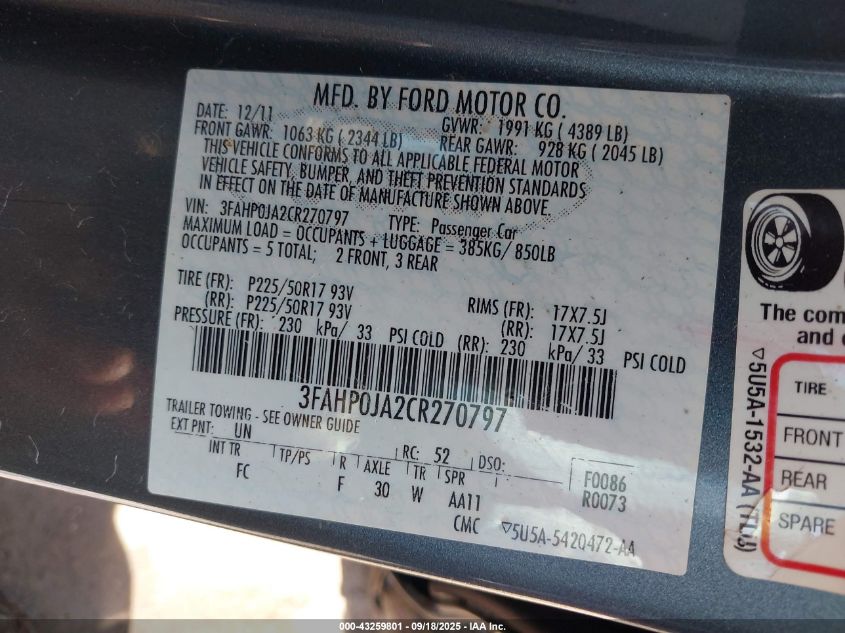 MFD. BY FORD MOTOR CO.
DATE: 12/11 GVWR: 1991 KG ( 4389 LB)
FRONT GAWR: 1063 KG ( 2344 LB) REAR GAWR: 928 KG ( 2045 LB)
THIS VEHICLE CONFORMS TO ALL APPLICABLE FEDERAL MOTOR
VEHICLE SAFETY, BUMPER, AND THEFT PREVENTION STANDARDS
IN EFFECT ON THE DATE OF MANUFACTURE SHOWN ABOVE.
VIN: 3FAHP0JA2CR270797 TYPE: Passenger Car
MAXIMUM LOAD = OCCUPANTS + LUGGAGE = 385KG/ 850LB
OCCUPANTS = 5 TOTAL; 2 FRONT, 3 REAR
TIRE (FR): P225/50R17 93V RIMS (FR): 17X7.5J
(RR): P225/50R17 93V (RR): 17X7.5J
PRESSURE (FR): 230 kPa/ 33 PSI COLD (RR): 230 kPa/ 33 PSI COLD
3FAHP0JA2CR270797
TRAILER TOWING - SEE OWNER GUIDE
EXT PNT: UN RC: 52 DSO: F0086
INT TR TP/PS R AXLE TR SPR R0073
FC F 30 W AA11
CMC ▽5U5A-5420472-AA
The com
and c
▽5U5A-1532-AA (TLU)
TIRE
FRONT
REAR
SPARE
000-43259801 - 09/18/2025 - IAA Inc.